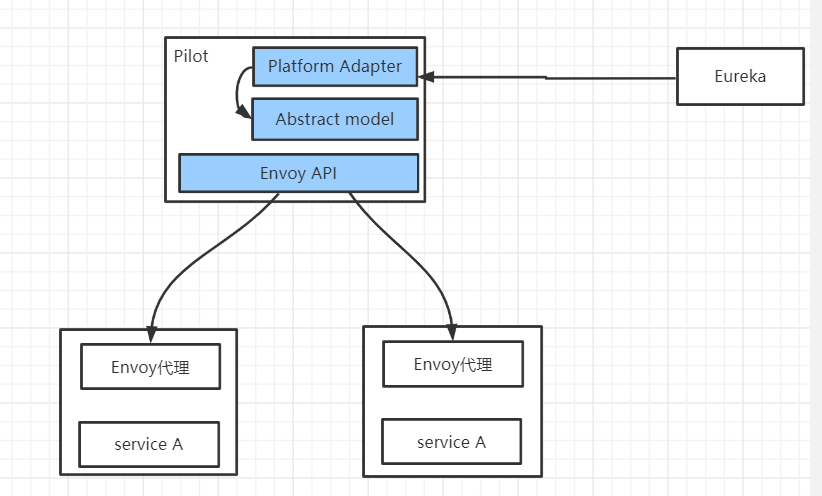 Pilot
Platform Adapter
Eureka
Abstract model
Envoy API
Envoy代理
Envoy代理
service A
service A